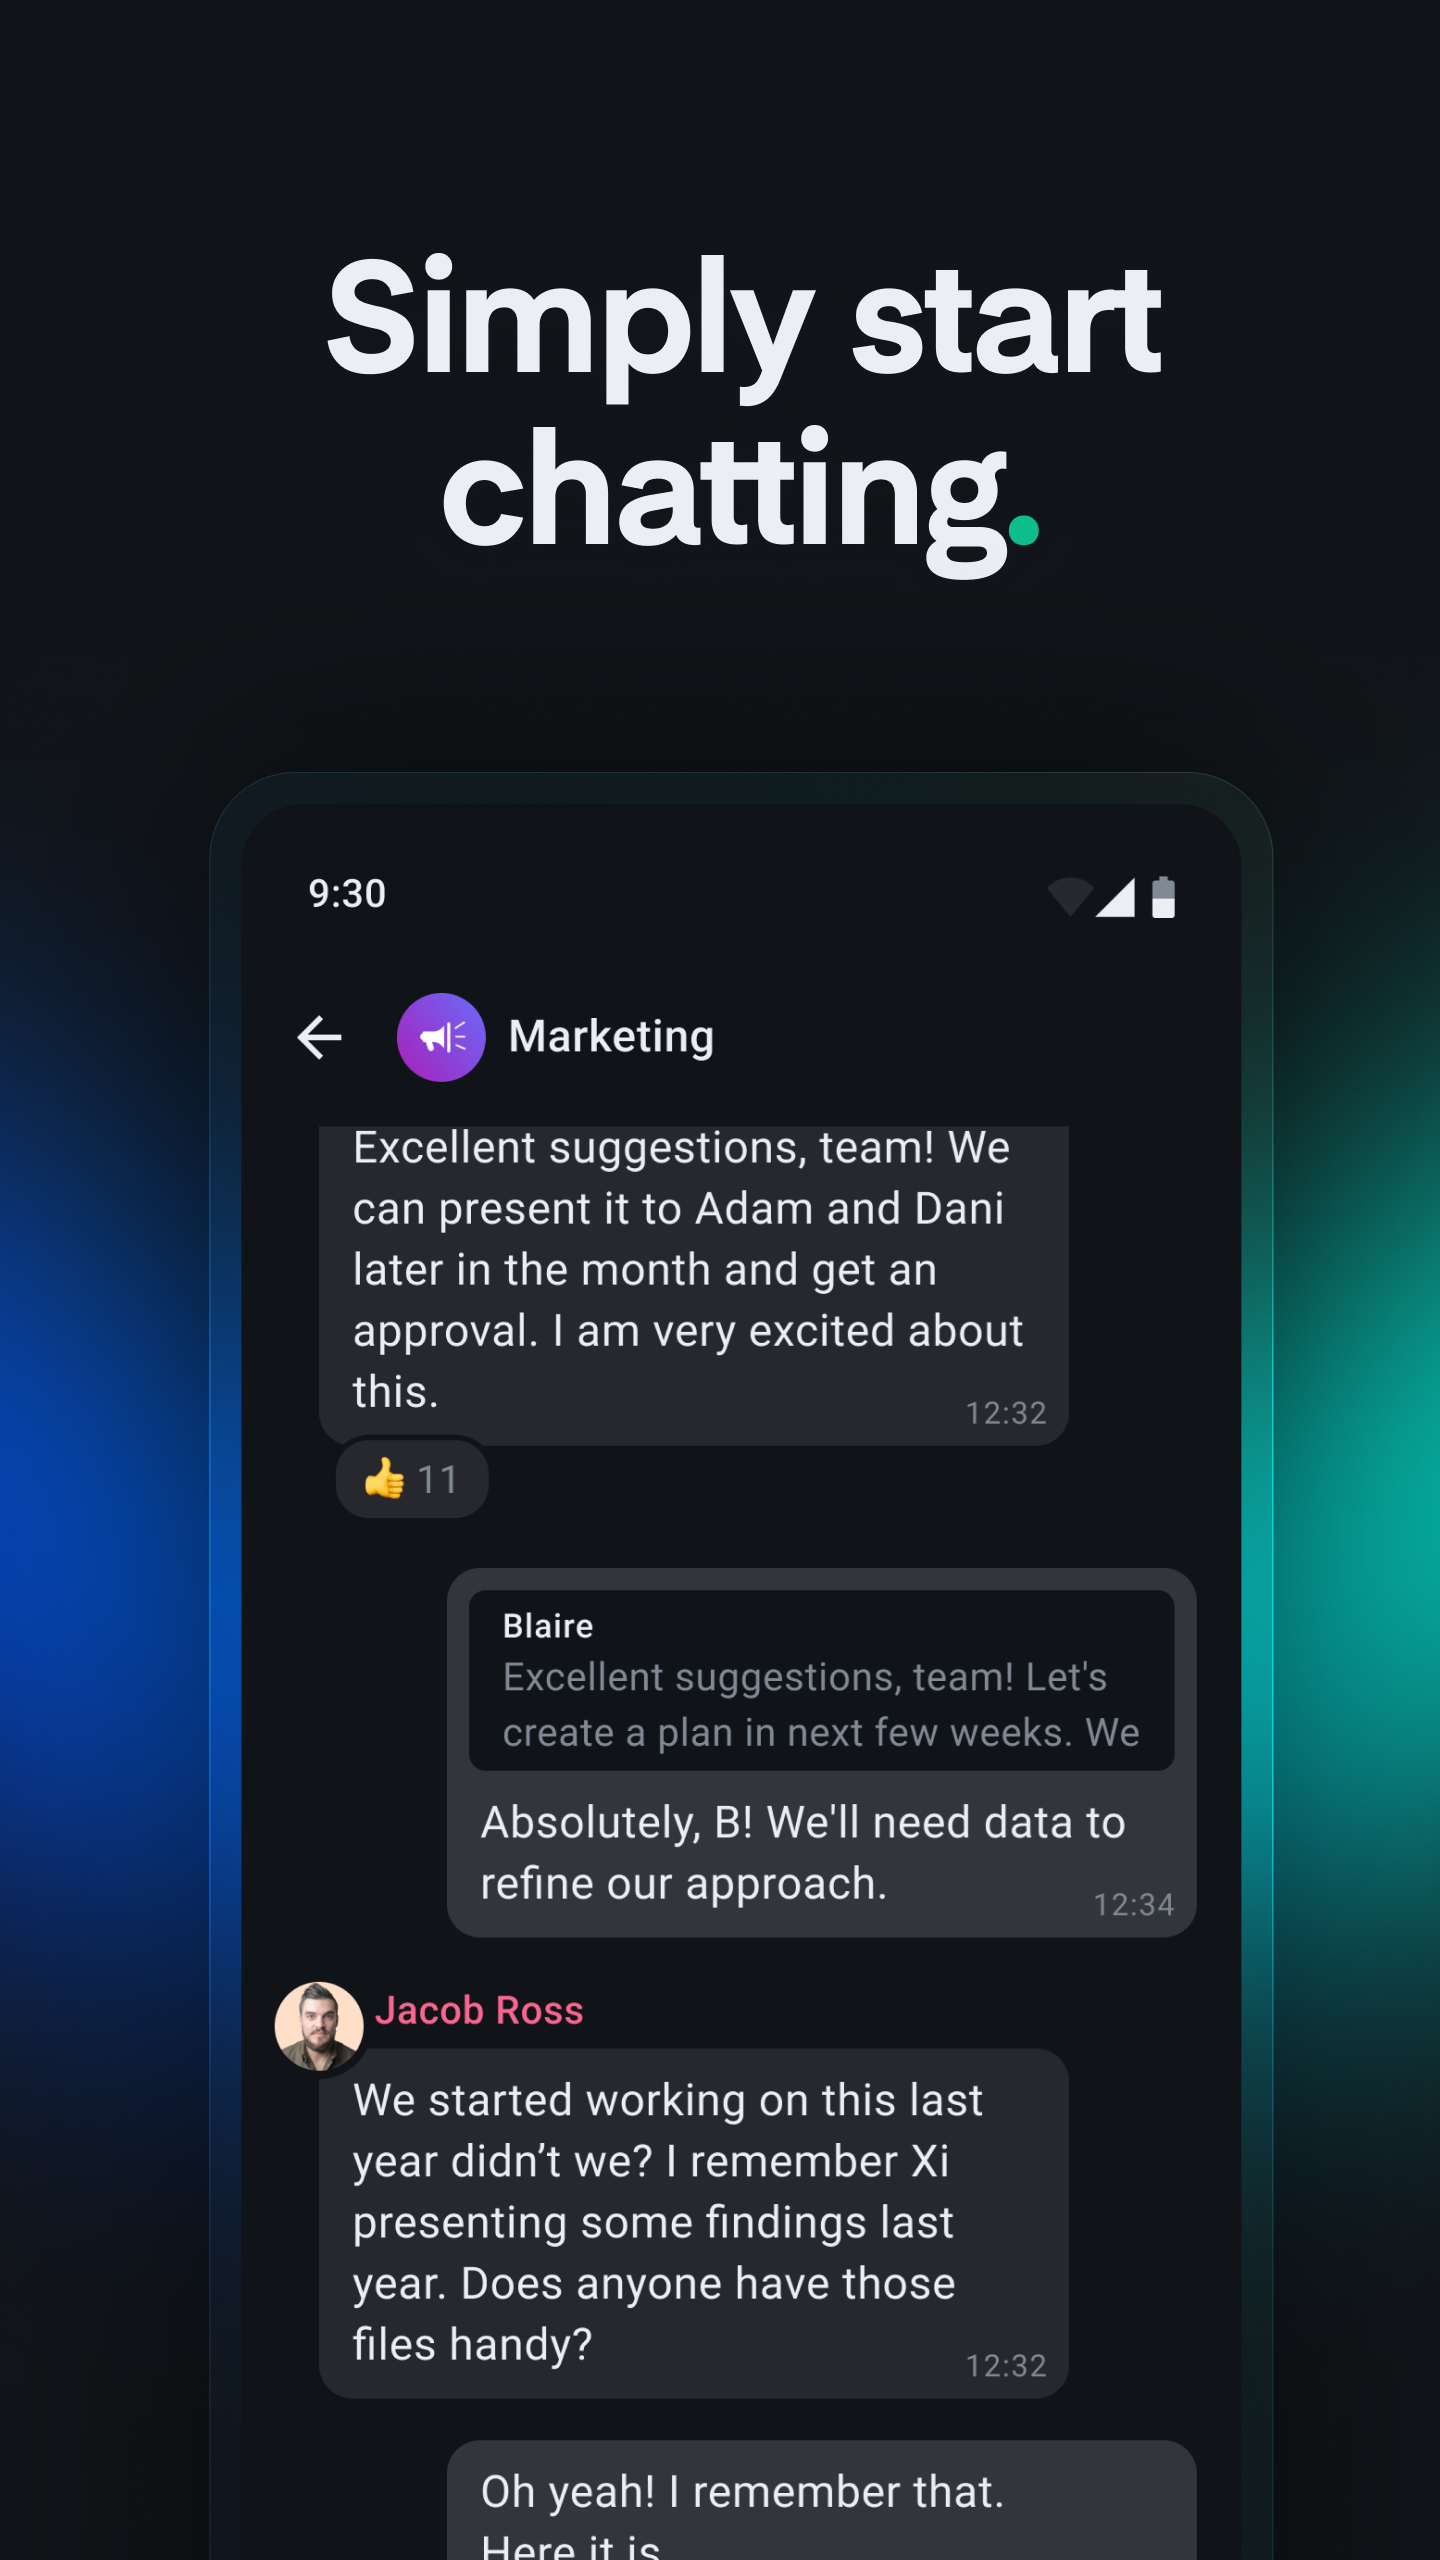 Simply start
chatting.
9:30
Marketing
Excellent suggestions, team! We
can present it to Adam and Dani
later in the month and get an
approval. I am very excited about
this.
12:32
👍 11
Blaire
Excellent suggestions, team! Let's
create a plan in next few weeks. We
Absolutely, B! We'll need data to
refine our approach.
12:34
Jacob Ross
We started working on this last
year didn’t we? I remember Xi
presenting some findings last
year. Does anyone have those
files handy?
12:32
Oh yeah! I remember that.
Here it is